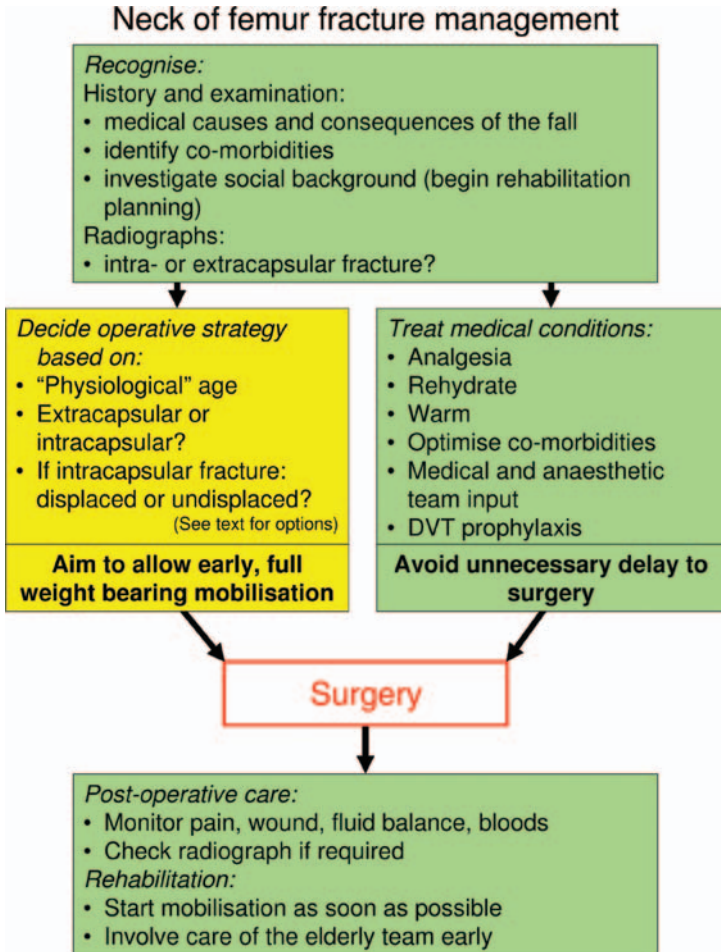 Neck of femur fracture management
Recognise:
History and examination:
• medical causes and consequences of the fall
• identify co-morbidities
• investigate social background (begin rehabilitation
planning)
Radiographs:
• intra- or extracapsular fracture?
Decide operative strategy
based on:
• “Physiological” age
• Extracapsular or
intracapsular?
• If intracapsular fracture:
displaced or undisplaced?
(See text for options)
Aim to allow early, full
weight bearing mobilisation
Treat medical conditions:
• Analgesia
• Rehydrate
• Warm
• Optimise co-morbidities
• Medical and anaesthetic
team input
• DVT prophylaxis
Avoid unnecessary delay to
surgery
Surgery
Post-operative care:
• Monitor pain, wound, fluid balance, bloods
• Check radiograph if required
Rehabilitation:
• Start mobilisation as soon as possible
• Involve care of the elderly team early